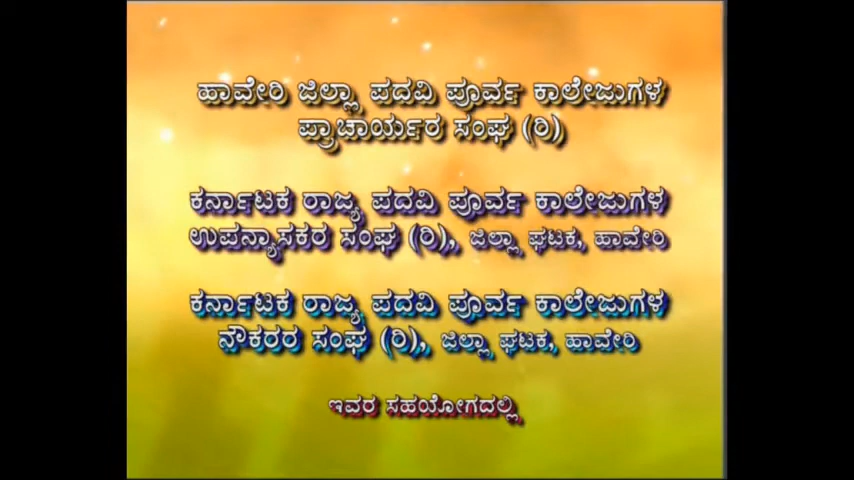 ಹಾವೇರಿ ಜಿಲ್ಲಾ ಪದವಿ ಪೂರ್ವ ಕಾಲೇಜುಗಳ
ಪ್ರಾಚಾರ್ಯರ ಸಂಘ (ರಿ)
ಕರ್ನಾಟಕ ರಾಜ್ಯ ಪದವಿ ಪೂರ್ವ ಕಾಲೇಜುಗಳ
ಉಪನ್ಯಾಸಕರ ಸಂಘ (ರಿ), ಜಿಲ್ಲಾ ಘಟಕ, ಹಾವೇರಿ
ಕರ್ನಾಟಕ ರಾಜ್ಯ ಪದವಿ ಪೂರ್ವ ಕಾಲೇಜುಗಳ
ನೌಕರರ ಸಂಘ (ರಿ), ಜಿಲ್ಲಾ ಘಟಕ, ಹಾವೇರಿ
ಇವರ ಸಹಯೋಗದಲ್ಲಿ